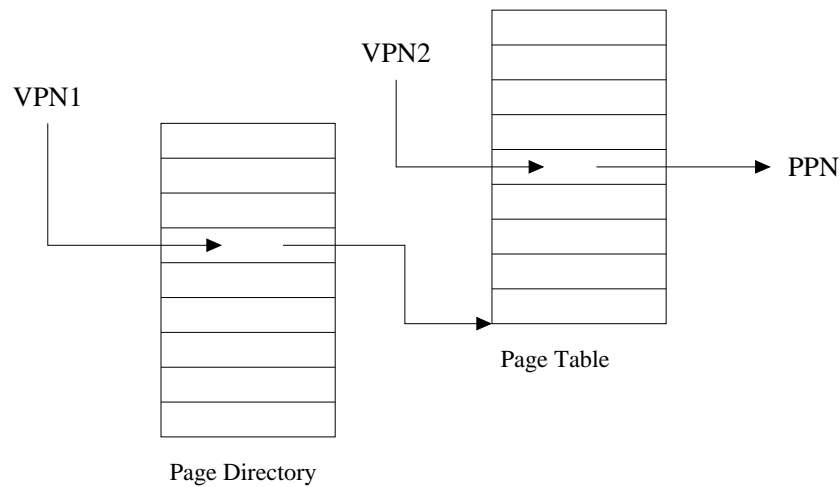 VPN2
VPN1
PPN
Page Table
Page Directory